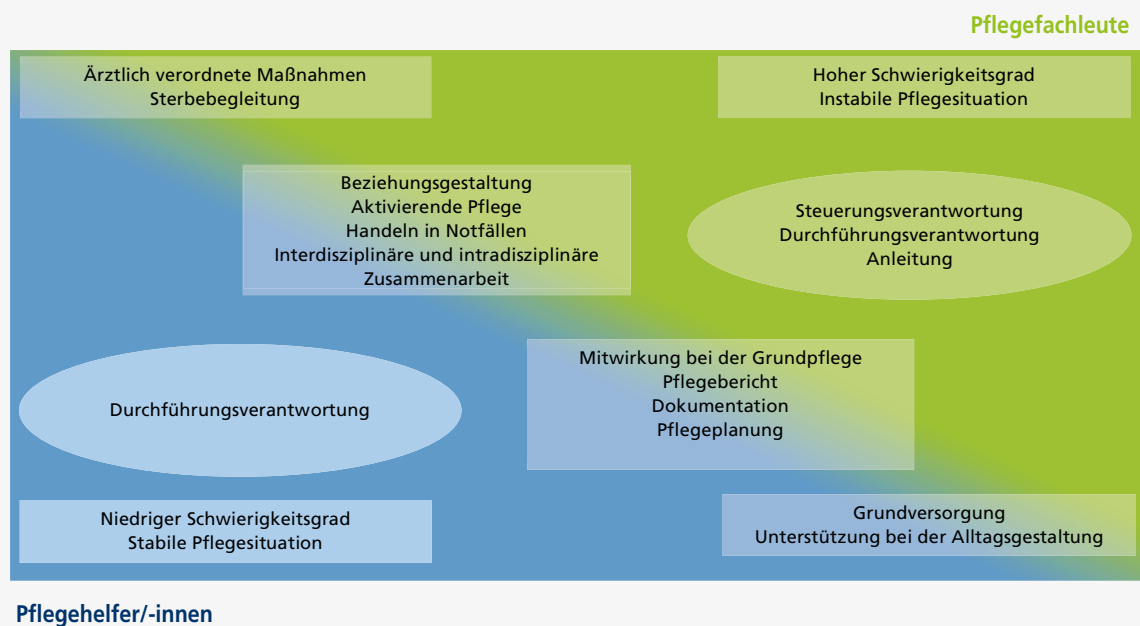 Pflegefachleute
Ärztlich verordnete Maßnahmen
Sterbebegleitung
Hoher Schwierigkeitsgrad
Instabile Pflegesituation
Beziehungsgestaltung
Aktivierende Pflege
Handeln in Notfällen
Interdisziplinäre und intradisziplinäre
Zusammenarbeit
Steuerungsverantwortung
Durchführungsverantwortung
Anleitung
Durchführungsverantwortung
Mitwirkung bei der Grundpflege
Pflegebericht
Dokumentation
Pflegeplanung
Niedriger Schwierigkeitsgrad
Stabile Pflegesituation
Grundversorgung
Unterstützung bei der Alltagsgestaltung
Pflegehelfer/-innen